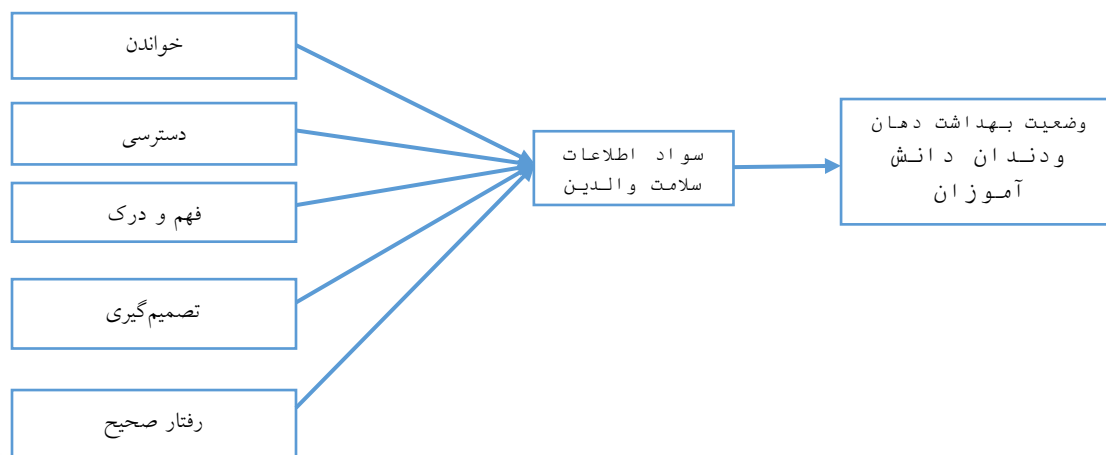 خواندن
دسترسی
فهم و درک
تصمیم‌گیری
رفتار صحیح
سواد اطلاعات
سلامت والدین
وضعیت بهداشت دهان
ودندان دانش
آموزان